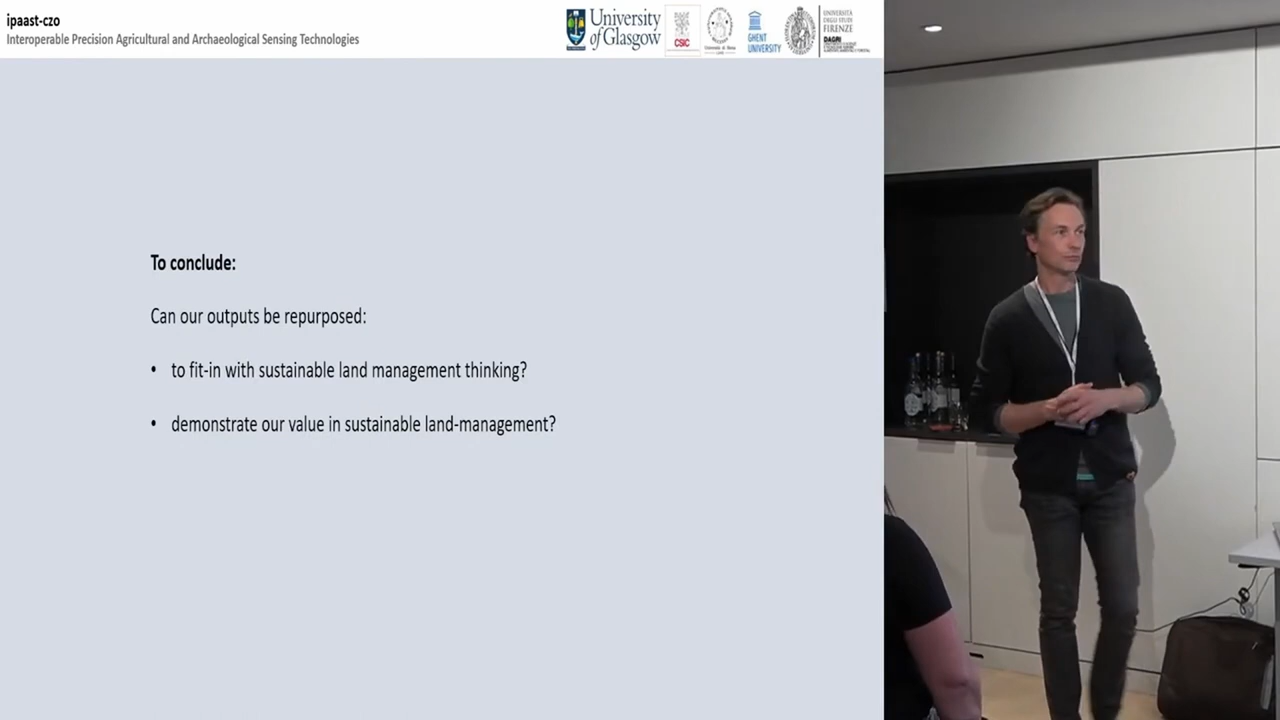 ipaast-czo
Interoperable Precision Agricultural and Archaeological Sensing Technologies
University
of Glasgow
CSIC
GHENT
UNIVERSITY
UNIVERSITÀ
DEGLI STUDI
FIRENZE
DAGRI
To conclude:
Can our outputs be repurposed:
• to fit-in with sustainable land management thinking?
• demonstrate our value in sustainable land-management?